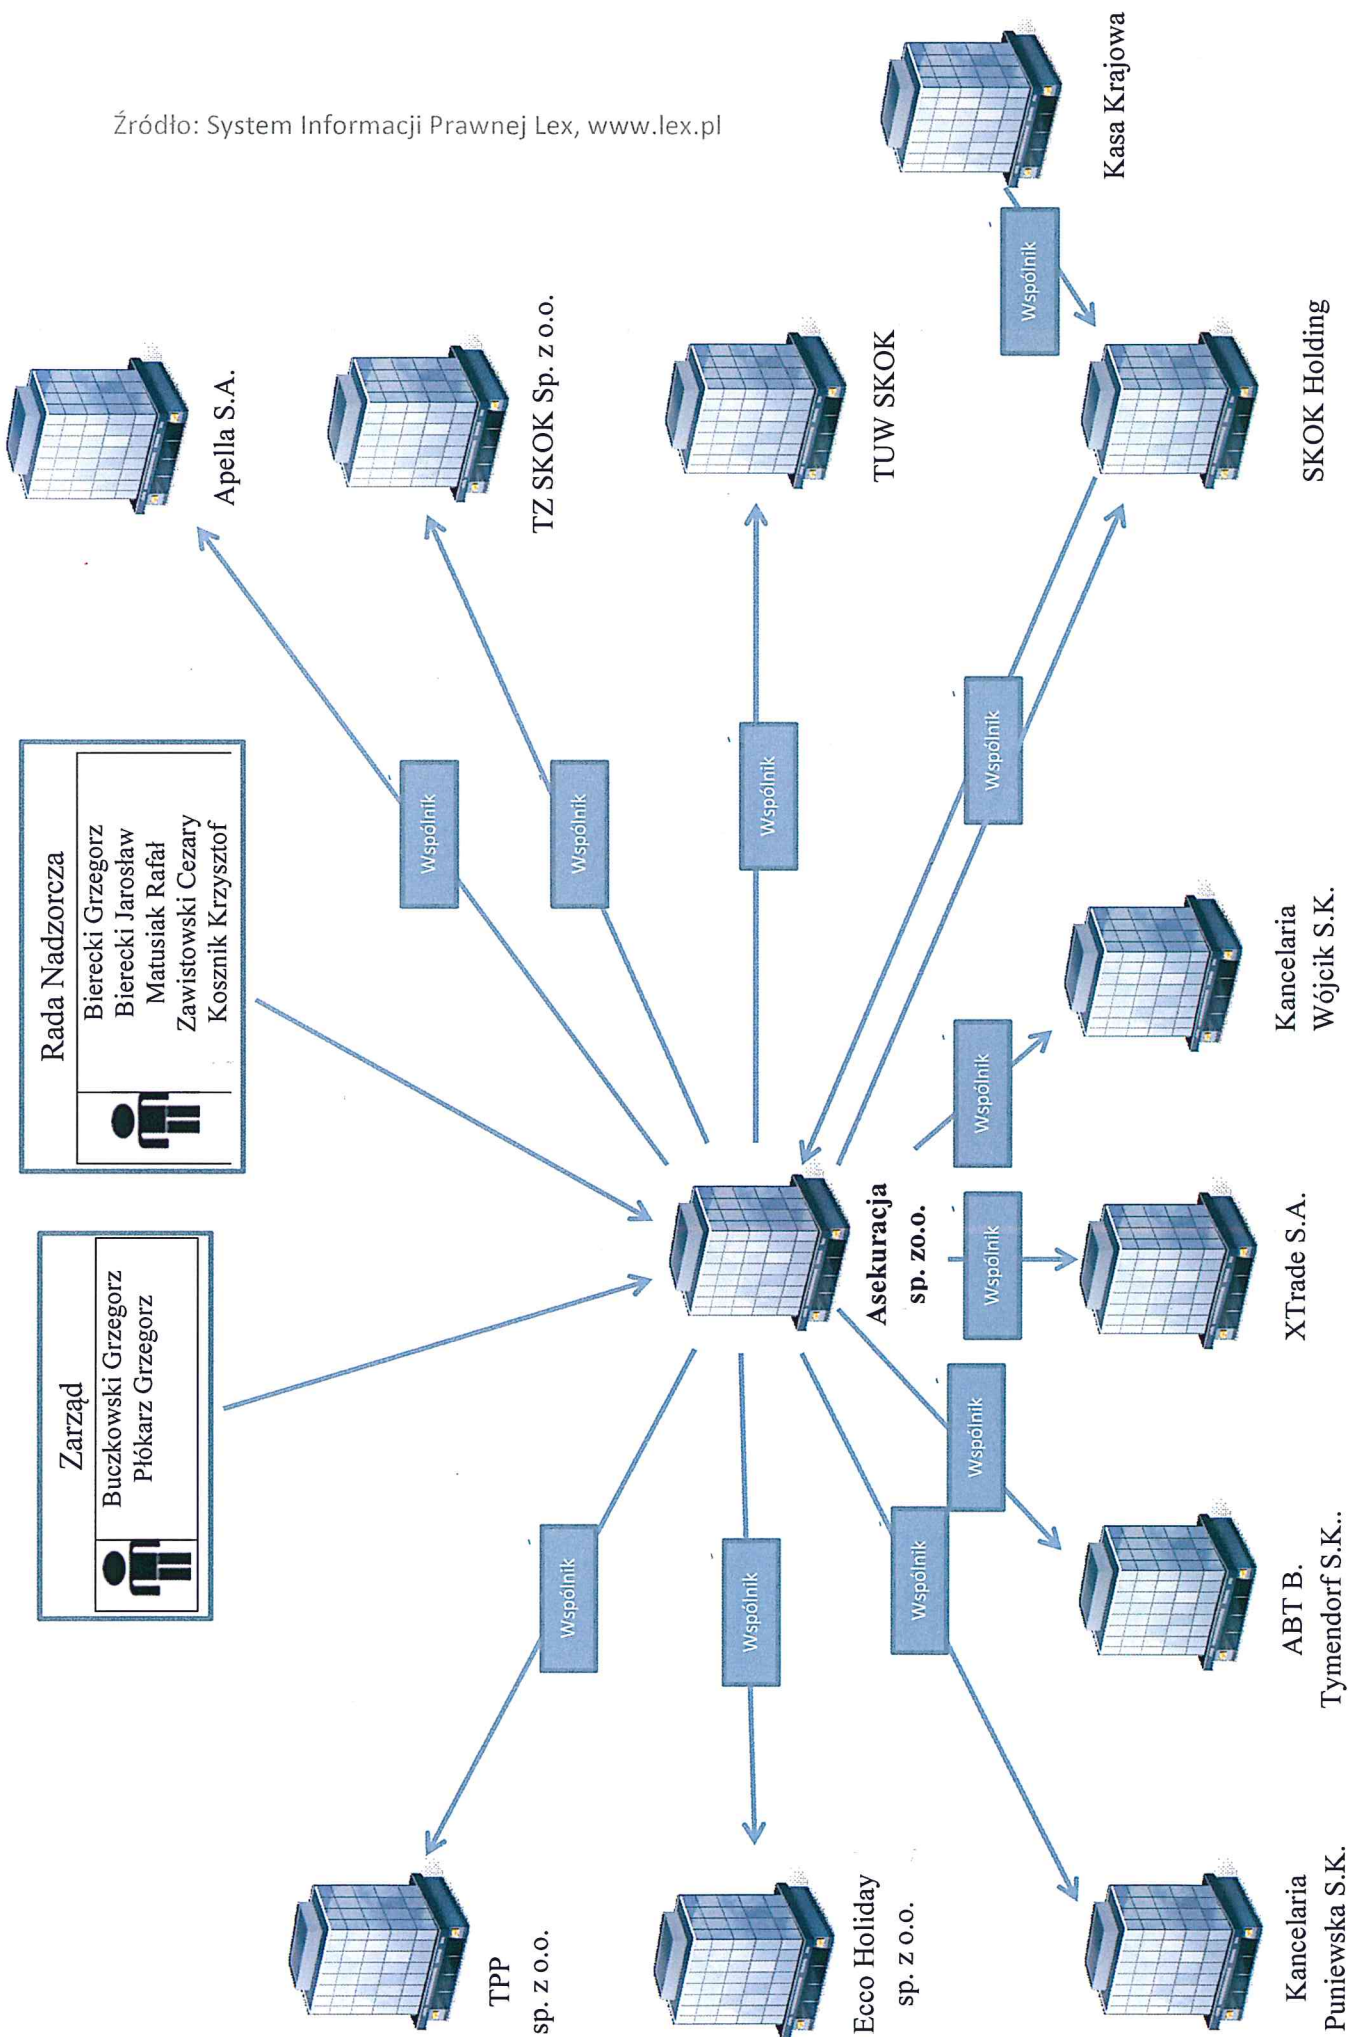 Źródło: System Informacji Prawnej Lex, www.lex.pl
Zarząd
Buczkowski Grzegorz
Płókarz Grzegorz
Rada Nadzorcza
Bierecki Grzegorz
Bierecki Jarosław
Matusiak Rafał
Zawistowski Cezary
Kosznik Krzysztof
Apella S.A.
Wspólnik
TPP
sp. z o.o.
Wspólnik
Wspólnik
TZ SKOK Sp. z o.o.
Ecco Holiday
sp. z o.o.
Wspólnik
Asekuracja
sp. zo.o.
Wspólnik
TUW SKOK
Wspólnik
Wspólnik
Wspólnik
Wspólnik
Wspólnik
Wspólnik
Kasa Krajowa
Kancelaria
Puniewska S.K.
ABT B.
Tymendorf S.K..
XTrade S.A.
Kancelaria
Wójcik S.K.
SKOK Holding